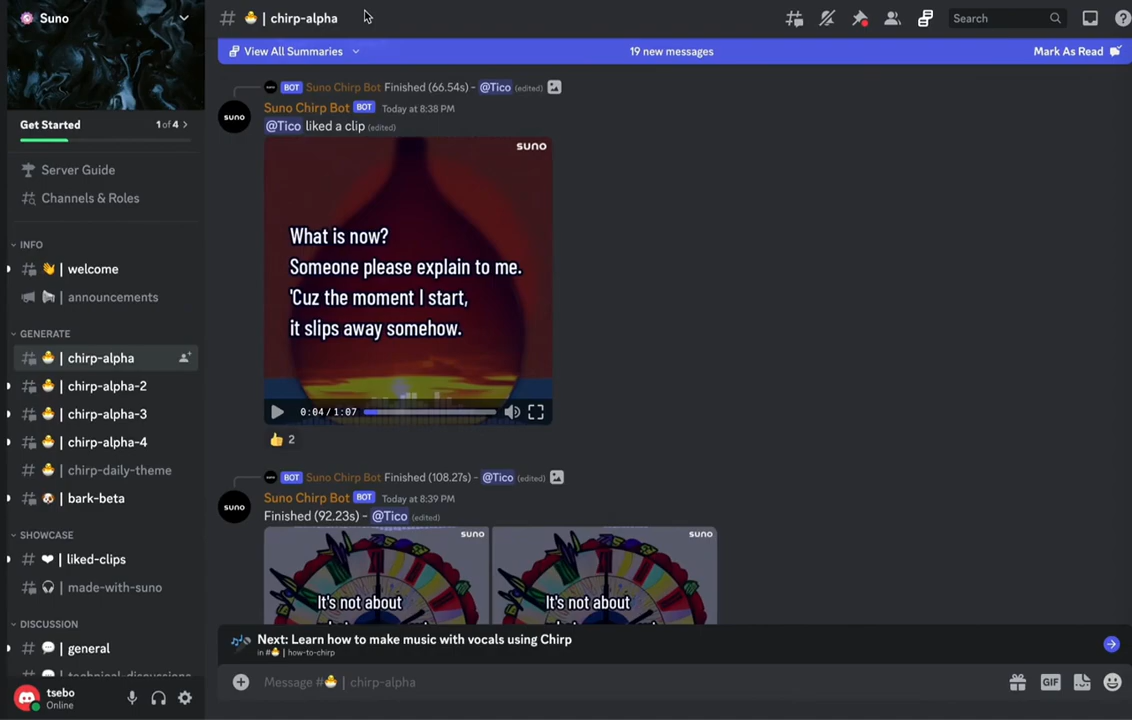 Suno
Get Started
1 of 4
Server Guide
Channels & Roles
INFO
| welcome
| announcements
GENERATE
| chirp-alpha
| chirp-alpha-2
| chirp-alpha-3
| chirp-alpha-4
| chirp-daily-theme
| bark-beta
SHOWCASE
| liked-clips
| made-with-suno
DISCUSSION
| general
| technical-discussions
tsebo
Online
| chirp-alpha
Search
View All Summaries
19 new messages
Mark As Read
BOT Suno Chirp Bot Finished (66.54s) - @Tico (edited)
suno
Suno Chirp Bot BOT Today at 8:38 PM
@Tico liked a clip (edited)
suno
What is now?
Someone please explain to me.
'Cuz the moment I start,
it slips away somehow.
0:04 / 1:07
2
BOT Suno Chirp Bot Finished (108.27s) - @Tico (edited)
suno
Suno Chirp Bot BOT Today at 8:39 PM
Finished (92.23s) - @Tico (edited)
suno
It's not about
suno
It's not about
Next: Learn how to make music with vocals using Chirp
in # | how-to-chirp
Message # | chirp-alpha
GIF